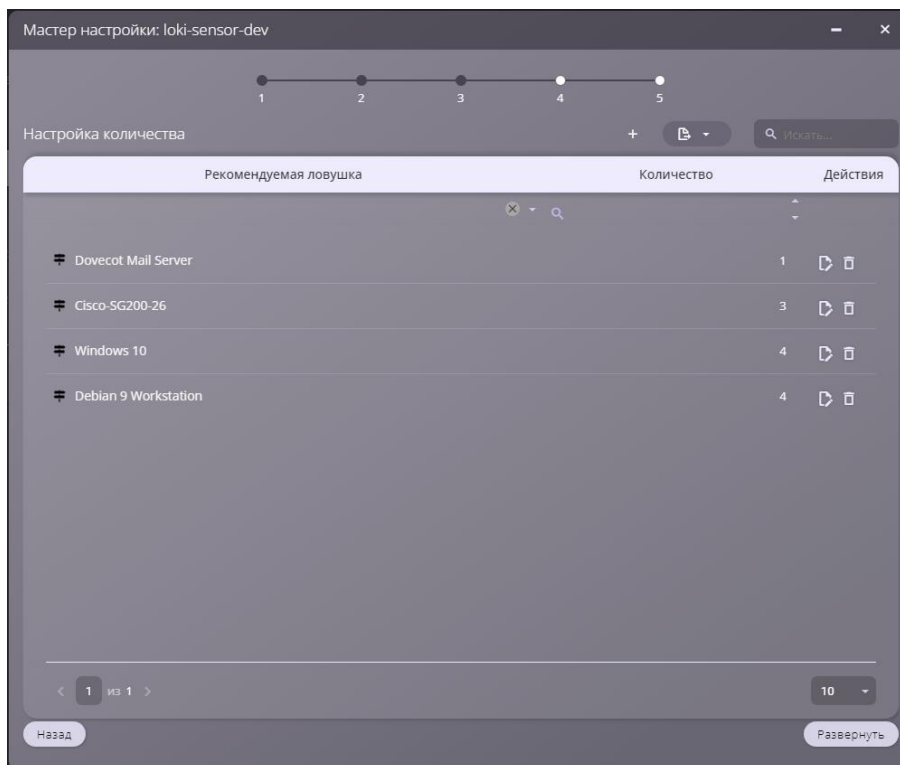 Мастер настройки: loki-sensor-dev
1 2 3 4 5
Настройка количества
Искать...
Рекомендуемая ловушка Количество Действия
Dovecot Mail Server 1
Cisco-SG200-26 3
Windows 10 4
Debian 9 Workstation 4
1 из 1 10
Назад Развернуть